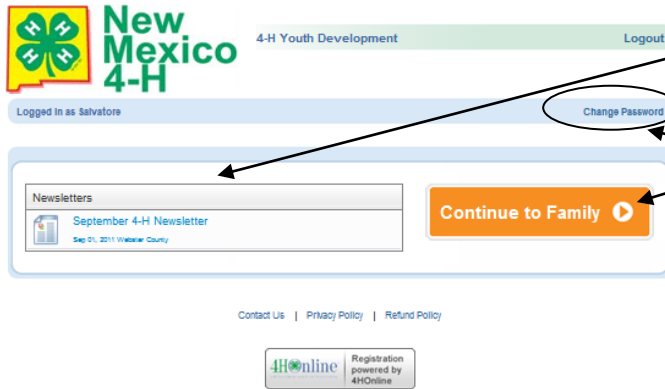 H H
H H
New
Mexico
4-H
4-H Youth Development
Logout
Logged in as Salvatore
Change Password
Newsletters
September 4-H Newsletter
Sep 01, 2011 Webster County
Continue to Family
Contact Us | Privacy Policy | Refund Policy
4HOnline
Registration
powered by
4HOnline